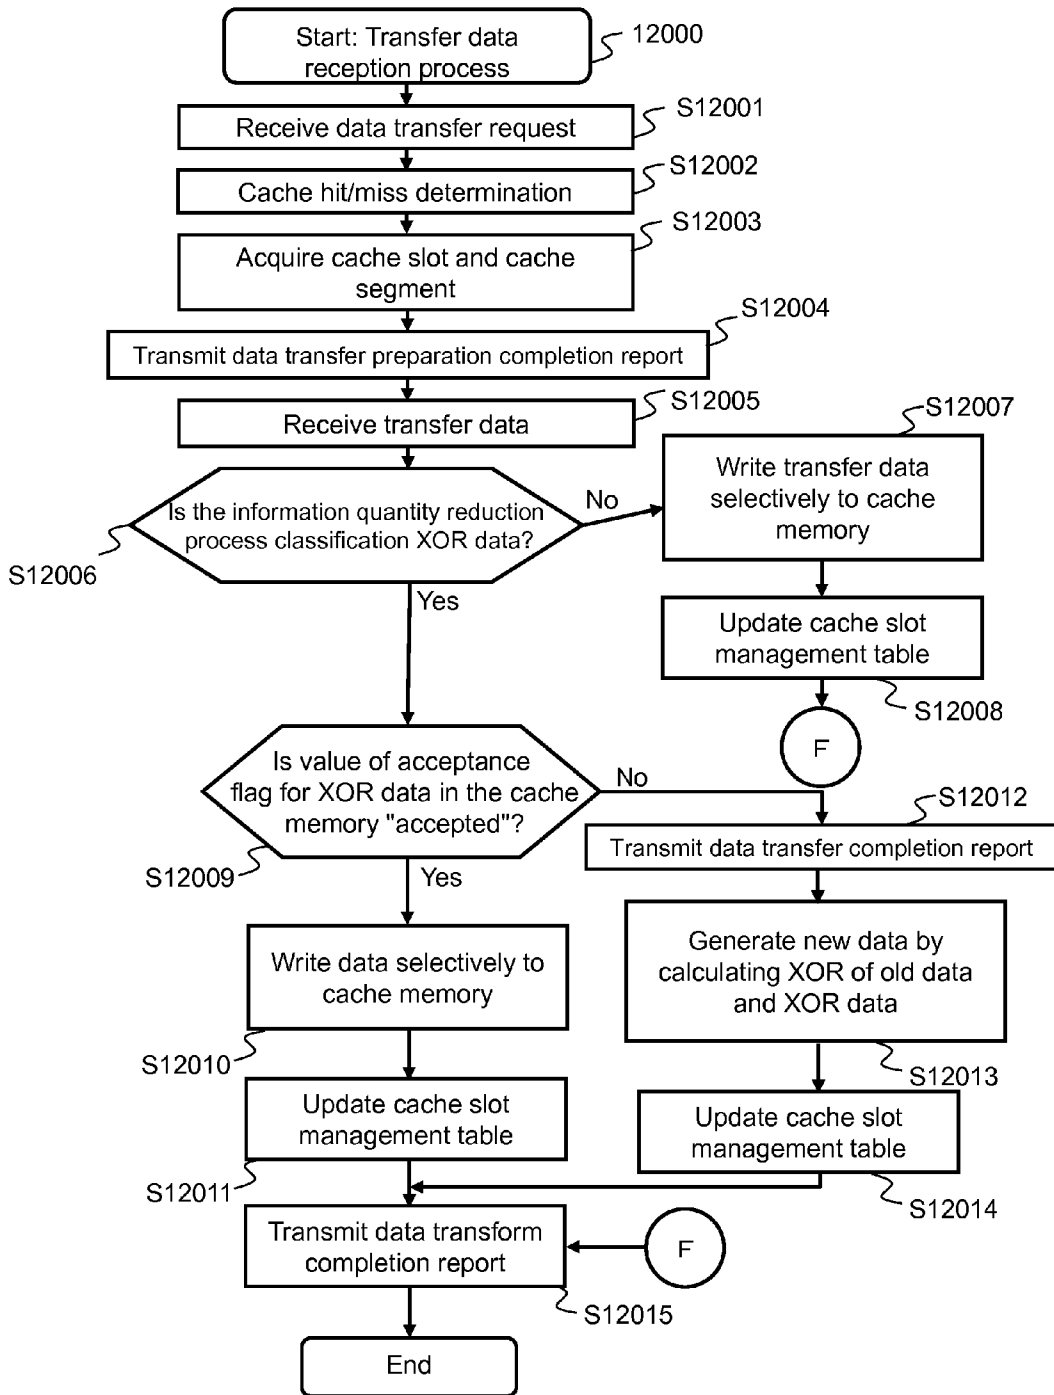 Start: Transfer data
reception process
12000
Receive data transfer request
S12001
Cache hit/miss determination
S12002
Acquire cache slot and cache
segment
S12003
Transmit data transfer preparation completion report
S12004
Receive transfer data
S12005
Is the information quantity reduction
process classification XOR data?
S12006
No
Yes
Write transfer data
selectively to cache
memory
S12007
Update cache slot
management table
S12008
F
Is value of acceptance
flag for XOR data in the cache
memory "accepted"?
S12009
No
Yes
Transmit data transfer completion report
S12012
Write data selectively to
cache memory
S12010
Generate new data by
calculating XOR of old data
and XOR data
S12013
Update cache slot
management table
S12011
Update cache slot
management table
S12014
Transmit data transform
completion report
S12015
F
End